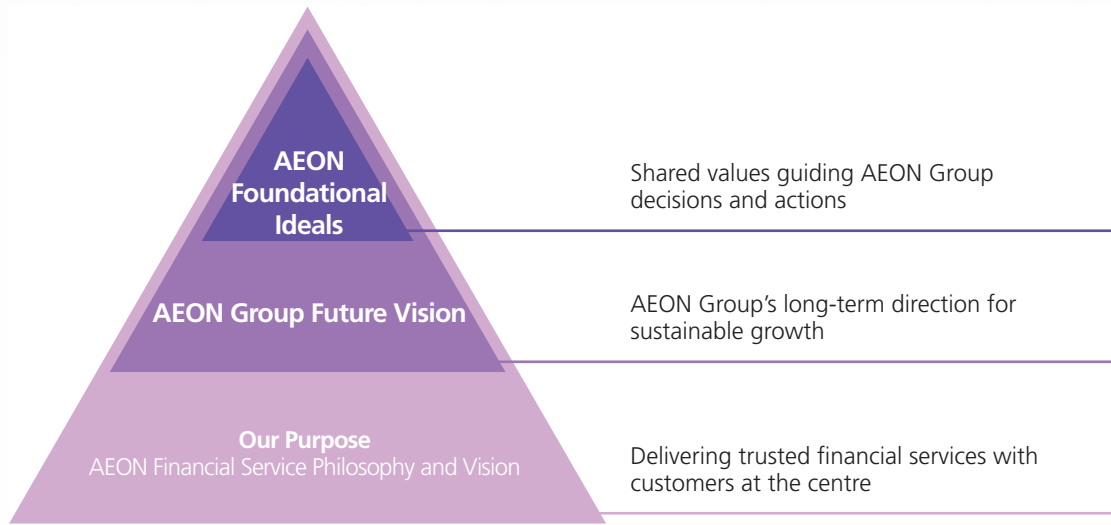 AEON
Foundational
Ideals
Shared values guiding AEON Group
decisions and actions
AEON Group Future Vision
AEON Group’s long-term direction for
sustainable growth
Our Purpose
AEON Financial Service Philosophy and Vision
Delivering trusted financial services with
customers at the centre